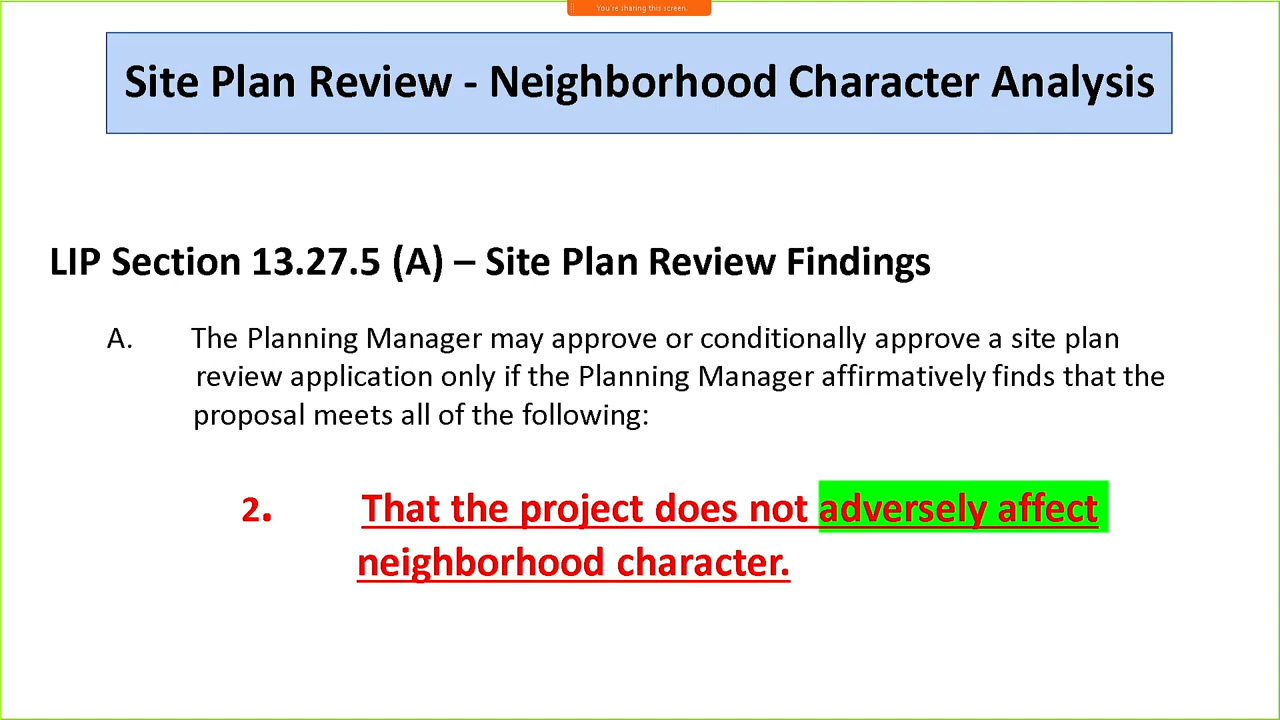 You're sharing this screen.
Site Plan Review - Neighborhood Character Analysis
LIP Section 13.27.5 (A) – Site Plan Review Findings
A. The Planning Manager may approve or conditionally approve a site plan
review application only if the Planning Manager affirmatively finds that the
proposal meets all of the following:
2. That the project does not adversely affect
neighborhood character.